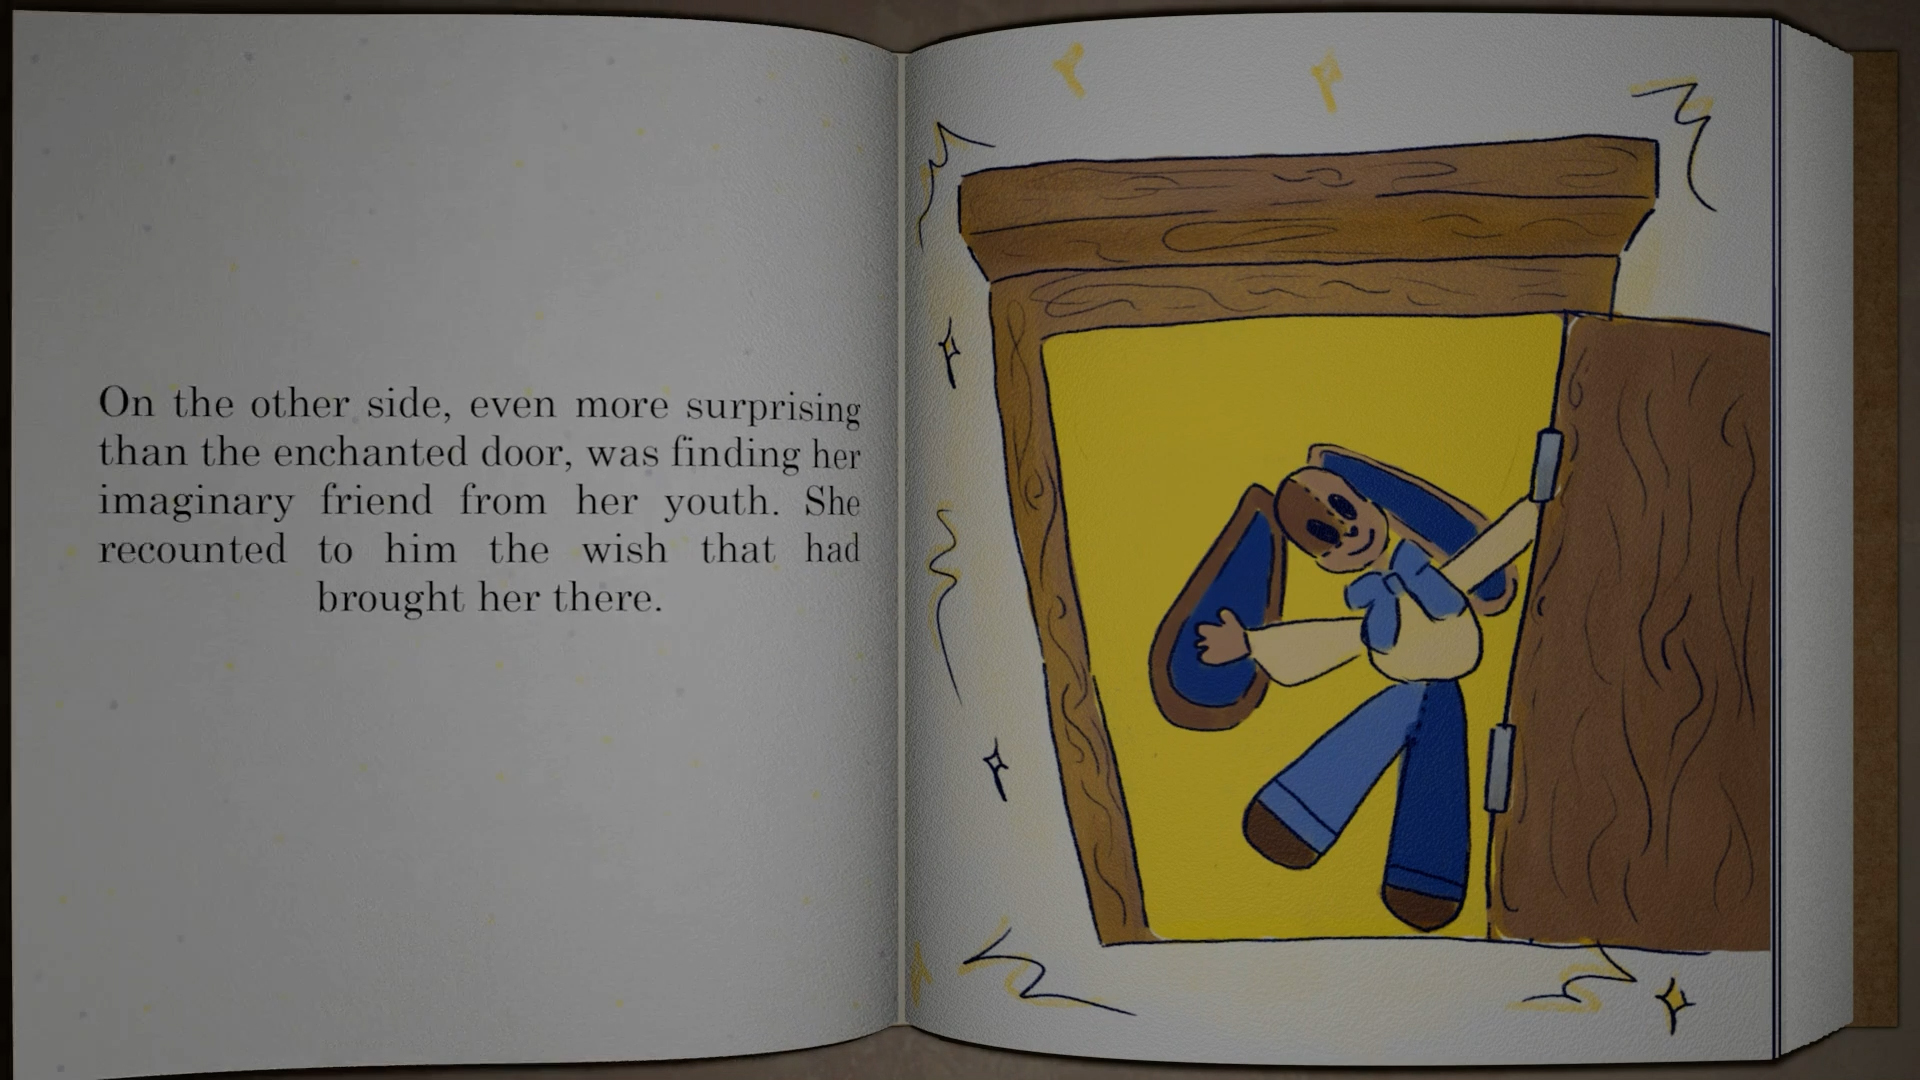 On the other side, even more surprising
than the enchanted door, was finding her
imaginary friend from her youth. She
recounted to him the wish that had
brought her there.